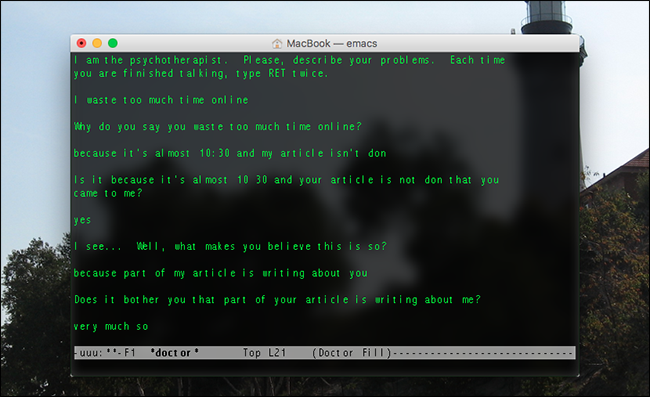 MacBook — emacs
I am the psychotherapist.  Please, describe your problems.  Each time
you are finished talking, type RET twice.
I waste too much time online
Why do you say you waste too much time online?
because it's almost 10:30 and my article isn't don
Is it because it's almost 10 30 and your article is not don that you
came to me?
yes
I see...  Well, what makes you believe this is so?
because part of my article is writing about you
Does it bother you that part of your article is writing about me?
very much so
-uuu:**-F1  *doctor*       Top L21    (Doctor Fill)-----------------------------